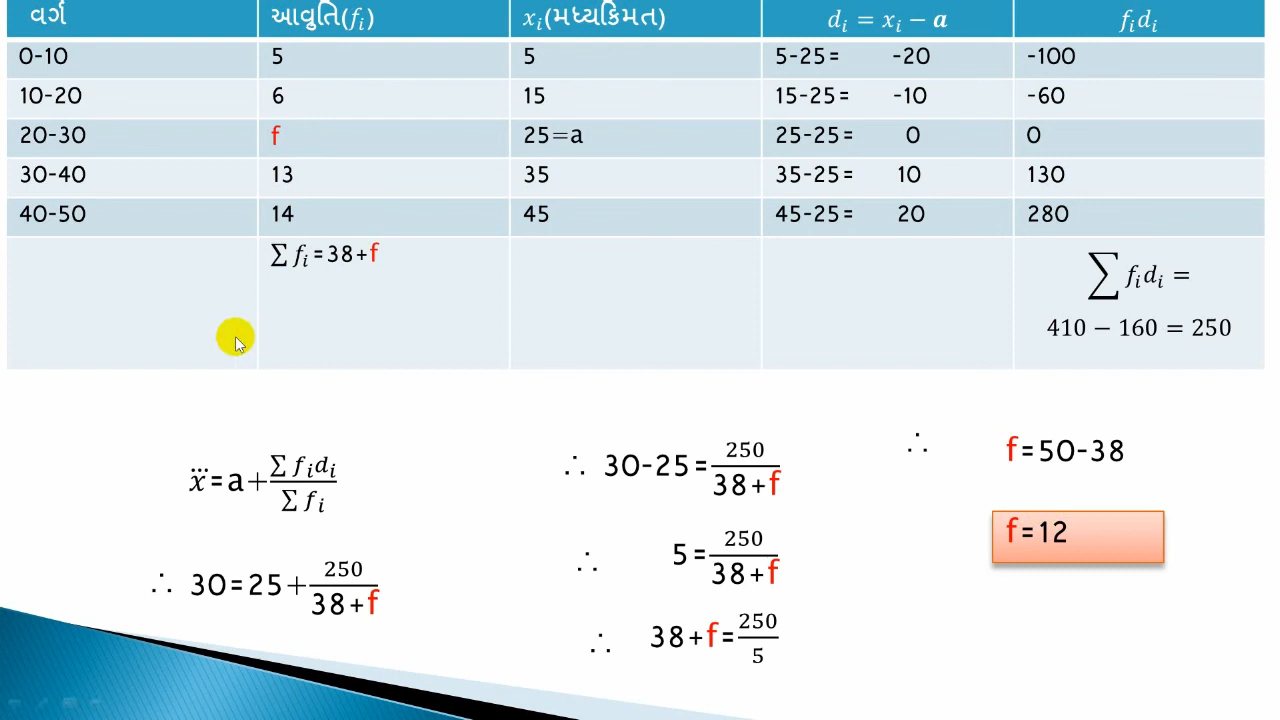 વર્ગ આવૃતિ(fᵢ) xᵢ(મધ્યકિમત) dᵢ = xᵢ − a fᵢdᵢ
0-10 5 5 5-25= -20 -100
10-20 6 15 15-25= -10 -60
20-30 f 25=a 25-25= 0 0
30-40 13 35 35-25= 10 130
40-50 14 45 45-25= 20 280
∑ fᵢ=38+f ∑ fᵢdᵢ =
410 − 160 = 250
x⃛=a+(∑ fᵢdᵢ)/(∑ fᵢ)
∴ 30=25+250/(38+f)
∴ 30-25=250/(38+f)
∴ 5=250/(38+f)
∴ 38+f=250/5
∴ f=50-38
f=12